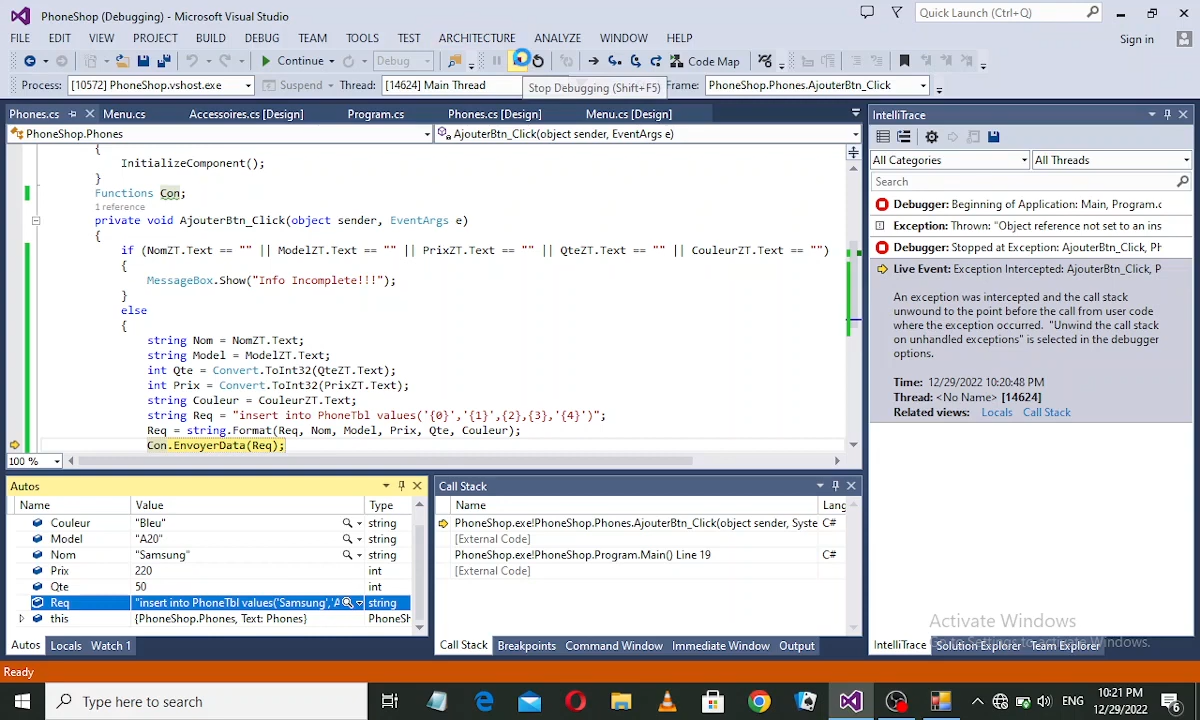 PhoneShop (Debugging) - Microsoft Visual Studio
Quick Launch (Ctrl+Q)
FILE EDIT VIEW PROJECT BUILD DEBUG TEAM TOOLS TEST ARCHITECTURE ANALYZE WINDOW HELP
Sign in
Continue Debug Code Map
Process: [10572] PhoneShop.vshost.exe Suspend Thread: [14624] Main Thread Stop Debugging (Shift+F5) Frame: PhoneShop.Phones.AjouterBtn_Click
Phones.cs Menu.cs Accessoires.cs [Design] Program.cs Phones.cs [Design] Menu.cs [Design]
PhoneShop.Phones AjouterBtn_Click(object sender, EventArgs e)
{
InitializeComponent();
}
Functions Con;
1 reference
private void AjouterBtn_Click(object sender, EventArgs e)
{
if (NomZT.Text == "" || ModelZT.Text == "" || PrixZT.Text == "" || QteZT.Text == "" || CouleurZT.Text == "")
{
MessageBox.Show("Info Incomplete!!!");
}
else
{
string Nom = NomZT.Text;
string Model = ModelZT.Text;
int Qte = Convert.ToInt32(QteZT.Text);
int Prix = Convert.ToInt32(PrixZT.Text);
string Couleur = CouleurZT.Text;
string Req = "insert into PhoneTbl values('{0}','{1}',{2},{3},'{4}')";
Req = string.Format(Req, Nom, Model, Prix, Qte, Couleur);
Con.EnvoyerData(Req);
100 %
IntelliTrace
All Categories All Threads
Search
Debugger: Beginning of Application: Main, Program.c
Exception: Thrown: "Object reference not set to an ins
Debugger: Stopped at Exception: AjouterBtn_Click, Ph
Live Event: Exception Intercepted: AjouterBtn_Click, P
An exception was intercepted and the call stack
unwound to the point before the call from user code
where the exception occurred. "Unwind the call stack
on unhandled exceptions" is selected in the debugger
options.
Time: 12/29/2022 10:20:48 PM
Thread: <No Name> [14624]
Related views: Locals Call Stack
Autos
Name Value Type
Couleur "Bleu" string
Model "A20" string
Nom "Samsung" string
Prix 220 int
Qte 50 int
Req "insert into PhoneTbl values('Samsung','A string
this {PhoneShop.Phones, Text: Phones} PhoneSh
Autos Locals Watch 1
Call Stack
Name Lang
PhoneShop.exe!PhoneShop.Phones.AjouterBtn_Click(object sender, Syste C#
[External Code]
PhoneShop.exe!PhoneShop.Program.Main() Line 19 C#
[External Code]
Call Stack Breakpoints Command Window Immediate Window Output
Activate Windows
Go to Settings to activate Windows.
IntelliTrace Solution Explorer Team Explorer
Ready
Type here to search
ENG
10:21 PM
12/29/2022
6